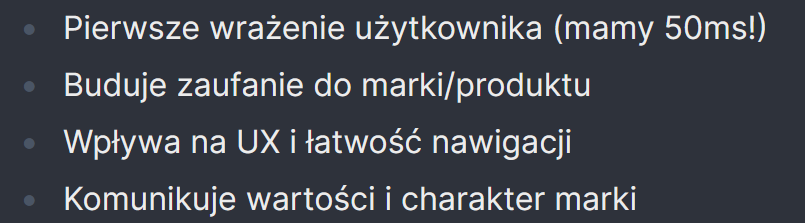 Pierwsze wrażenie użytkownika (mamy 50ms!)
Buduje zaufanie do marki/produktu
Wpływa na UX i łatwość nawigacji
Komunikuje wartości i charakter marki